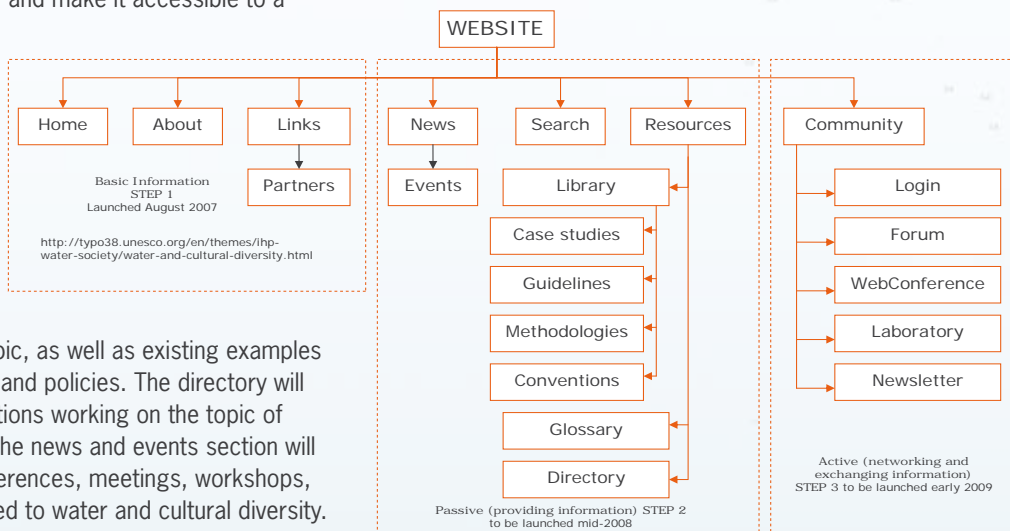 and make it accessible to a
WEBSITE
Home
About
Links
News
Search
Resources
Community
Partners
Events
Basic Information
STEP 1
Launched August 2007
http://typo38.unesco.org/en/themes/ihp-
water-society/water-and-cultural-diversity.html
Library
Case studies
Guidelines
Methodologies
Conventions
Glossary
Directory
Passive (providing information) STEP 2
to be launched mid-2008
Login
Forum
WebConference
Laboratory
Newsletter
Active (networking and
exchanging information)
STEP 3 to be launched early 2009
as well as existing examples
and policies. The directory will
working on the topic of
news and events section will
meetings, workshops,
to water and cultural diversity.